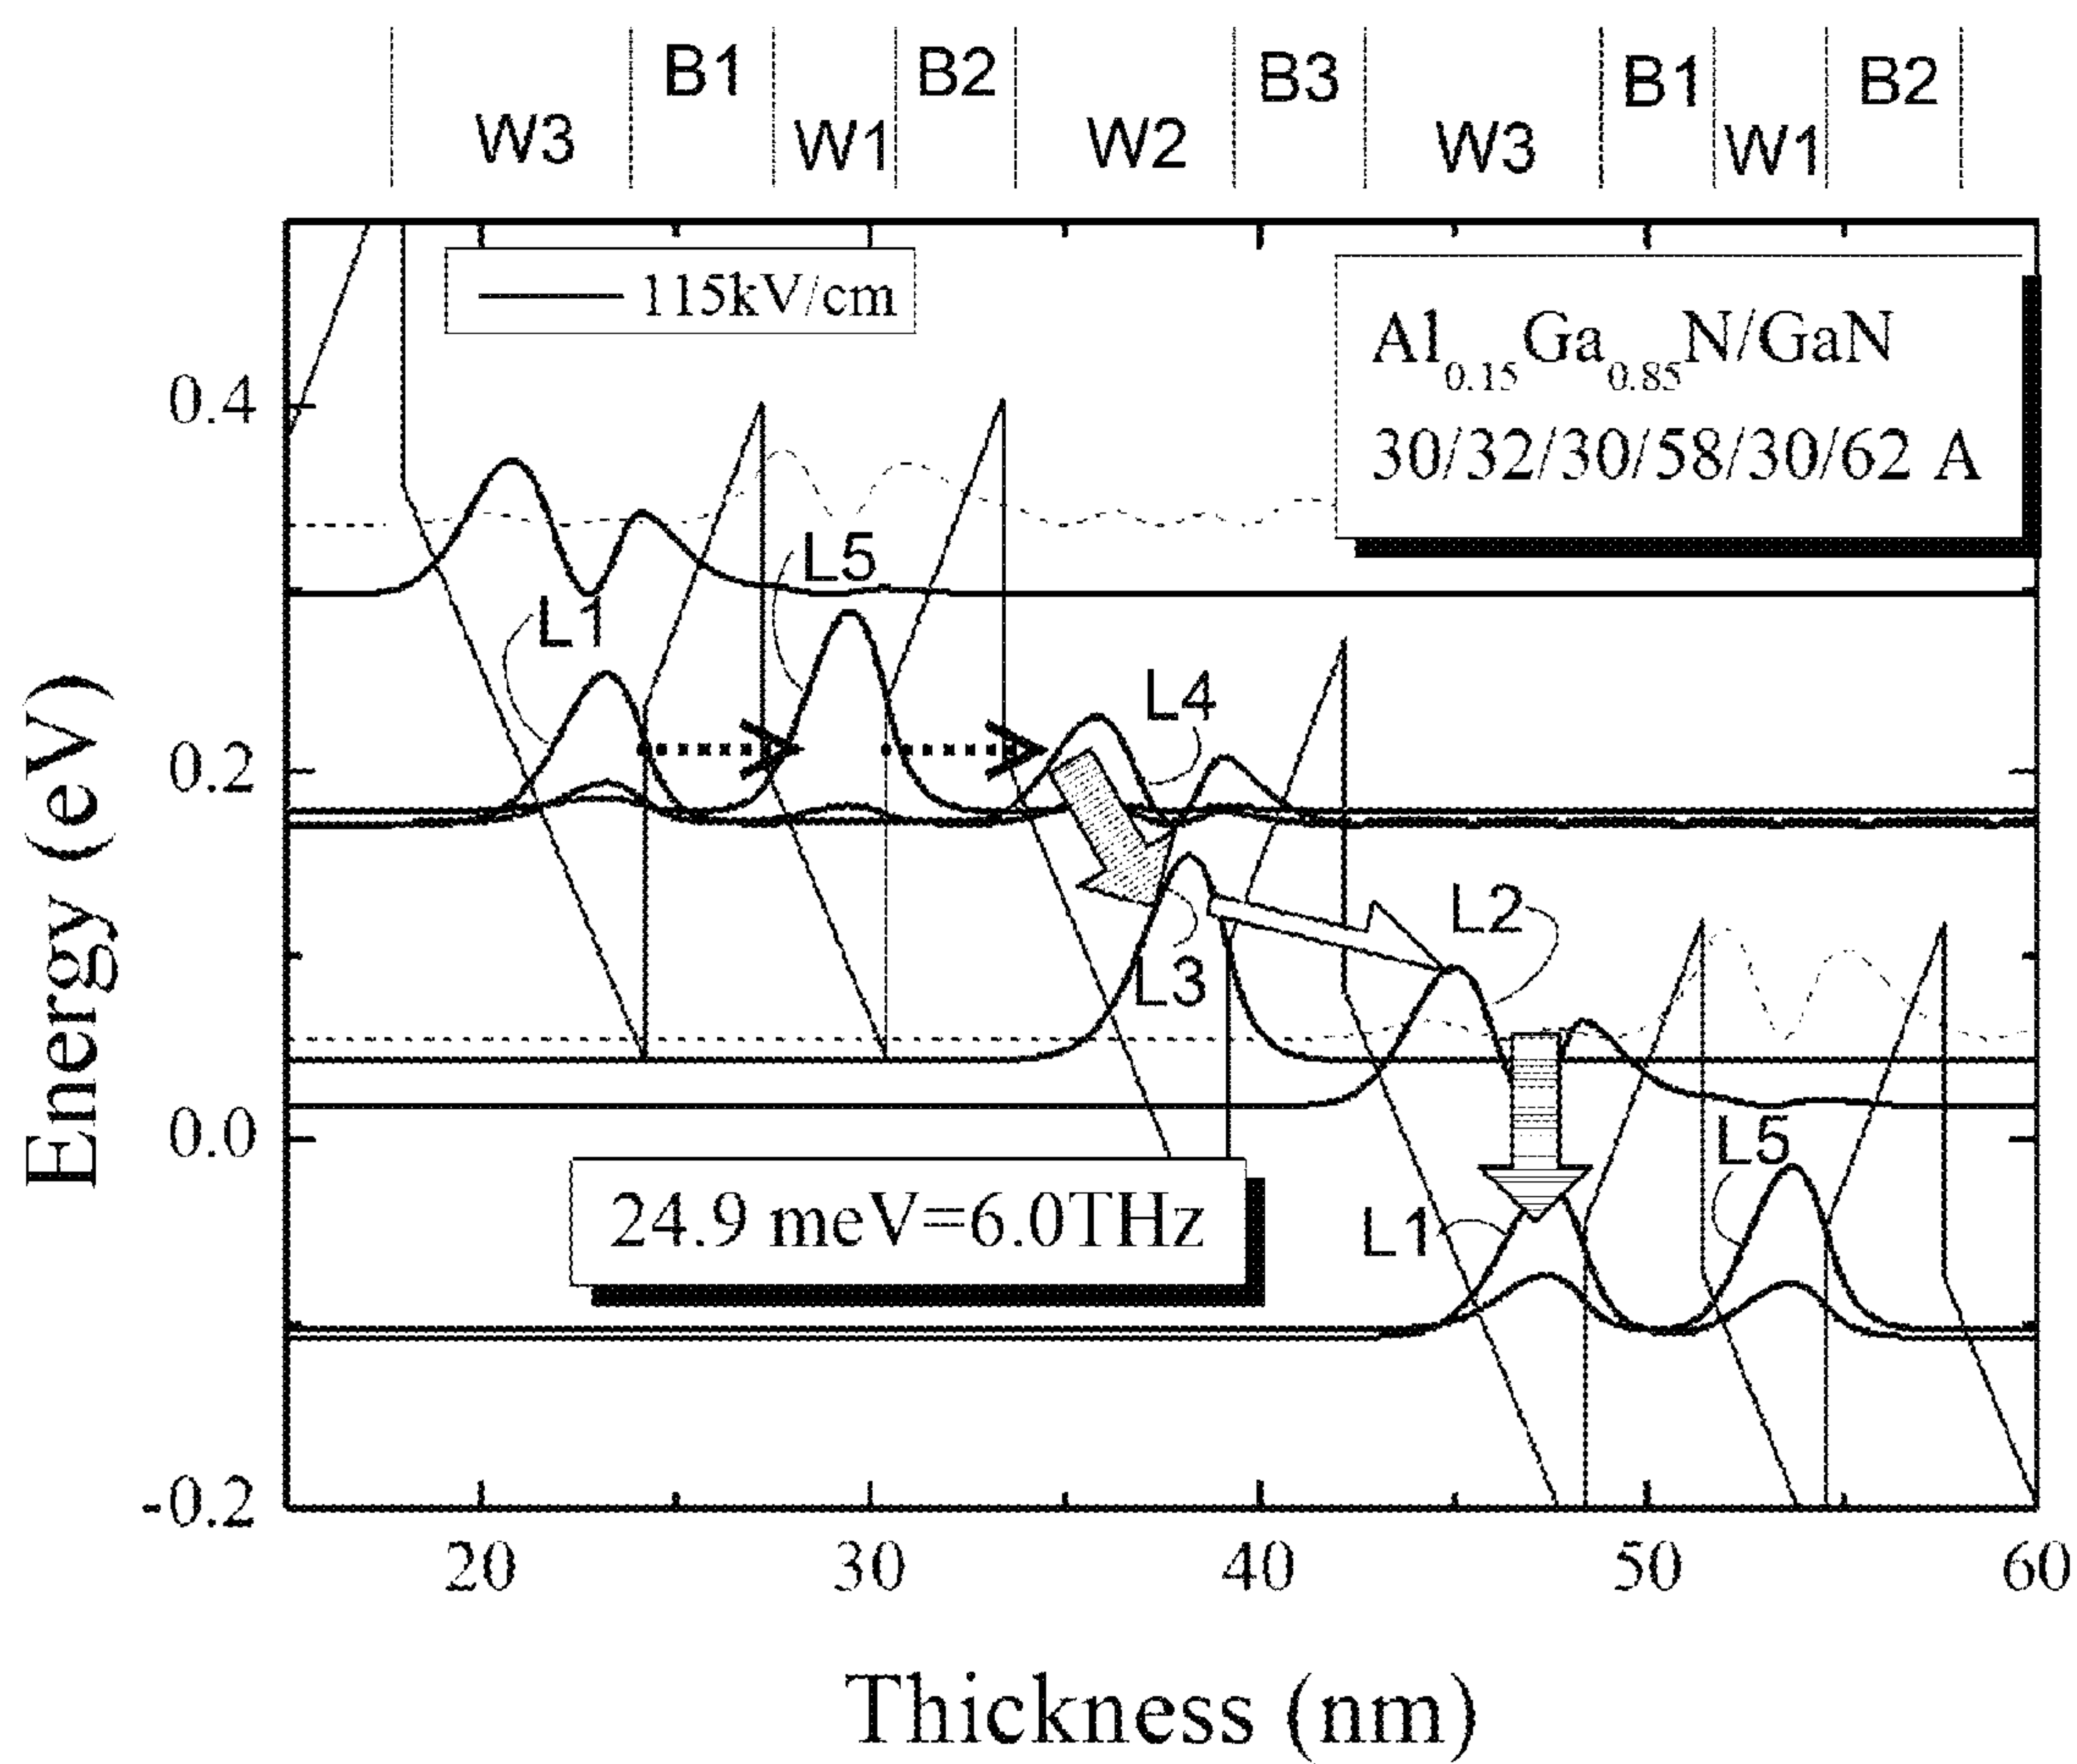 B1 B2 B3 B1 B2
W3 W1 W2 W3 W1
115kV/cm
Al0.15Ga0.85N/GaN
30/32/30/58/30/62 A
0.4
L5
L1
L4
0.2
L2
L3
0.0
L5
24.9 meV=6.0THz
L1
-0.2
20 30 40 50 60
Energy (eV)
Thickness (nm)